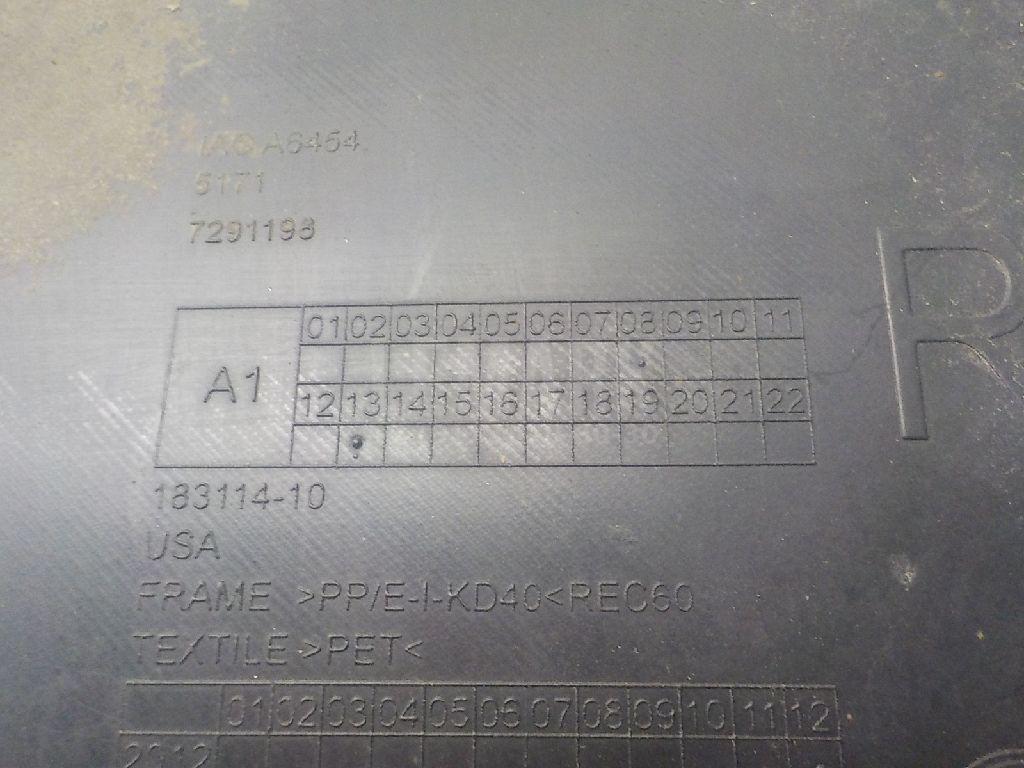 IAC A6454
5171
7291198
R
01 02 03 04 05 06 07 08 09 10 11
A1
12 13 14 15 16 17 18 19 20 21 22
183114-10
USA
FRAME >PP/E-I-KD40<REC60
TEXTILE >PET<
01 02 03 04 05 06 07 08 09 10 11 12
2012